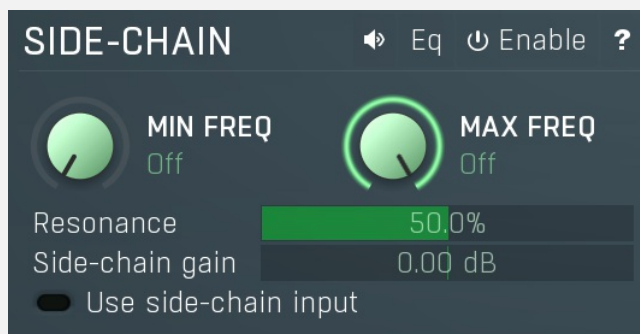 SIDE-CHAIN Eq Enable ?
MIN FREQ MAX FREQ
Off Off
Resonance 50.0%
Side-chain gain 0.00 dB
Use side-chain input